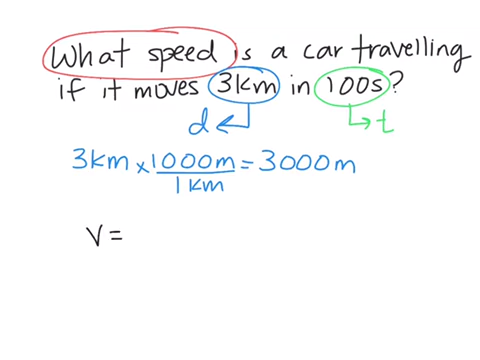 What speed is a car travelling
if it moves 3km in 100s?
d t
3km × 1000m = 3000m
1km
V =